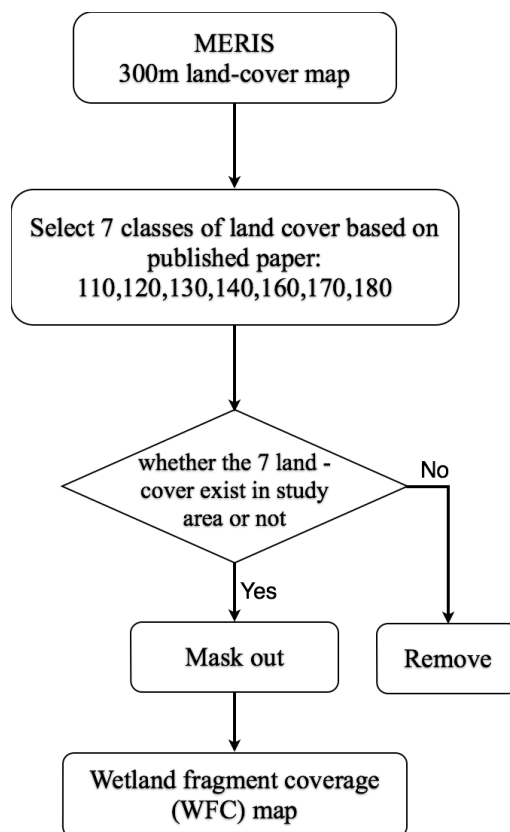 MERIS
300m land-cover map
Select 7 classes of land cover based on
published paper:
110,120,130,140,160,170,180
whether the 7 land -
cover exist in study
area or not
No
Yes
Mask out
Remove
Wetland fragment coverage
(WFC) map